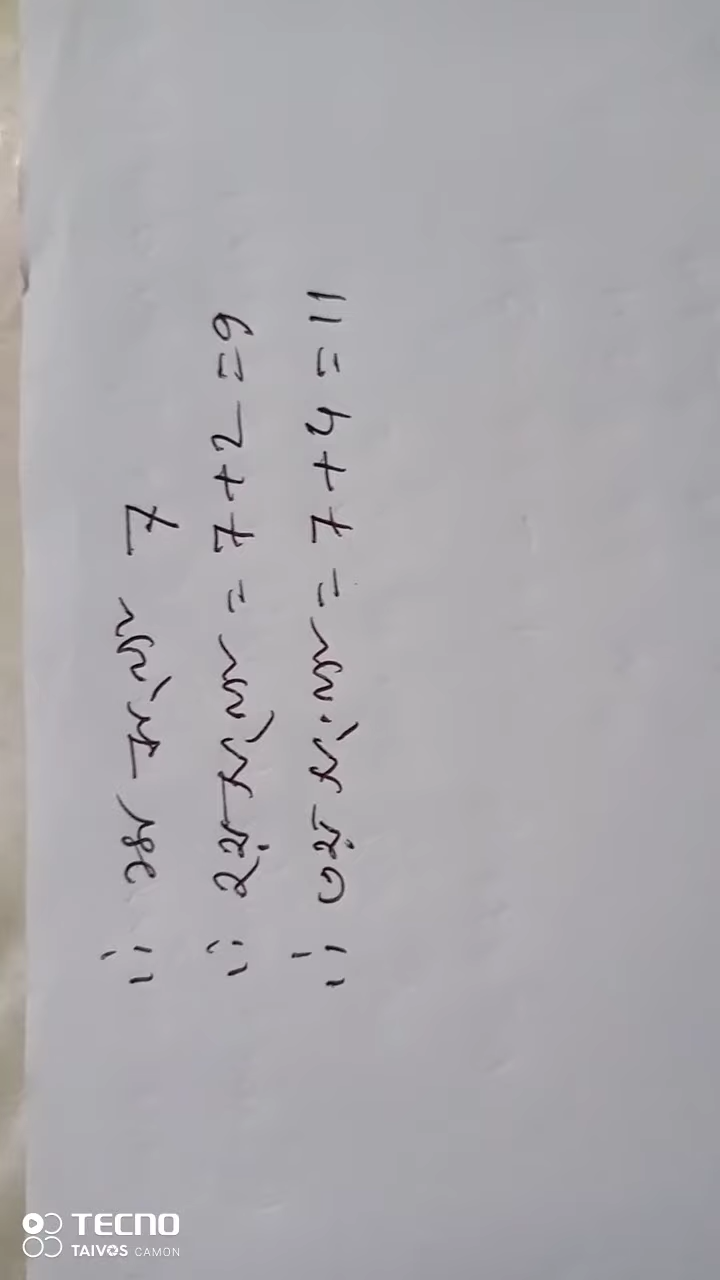 ∴ ১ম সংখ্যা 7
∴ ২য় সংখ্যা = 7 + 2 = 9
∴ ৩য় সংখ্যা = 7 + 4 = 11
TECNO
TAIVOS CAMON